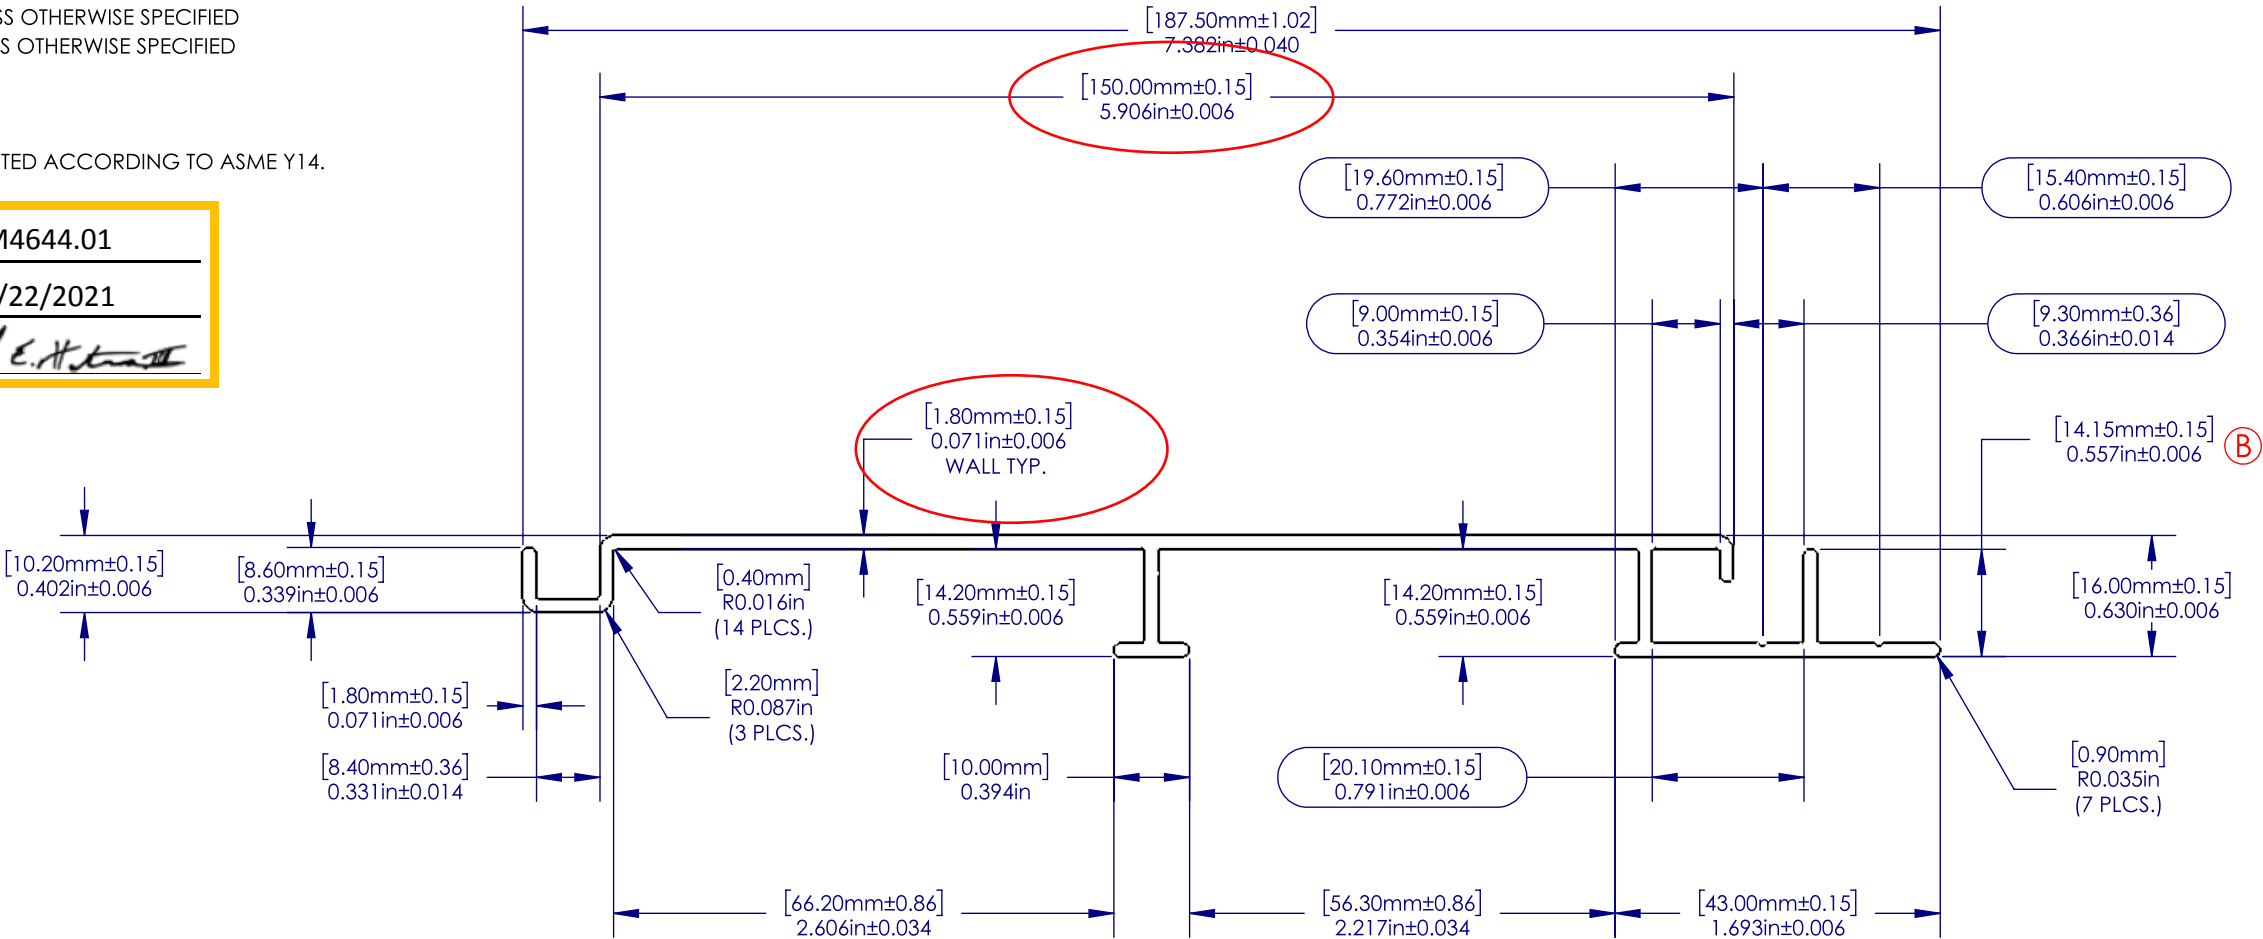 SS OTHERWISE SPECIFIED
S OTHERWISE SPECIFIED
TED ACCORDING TO ASME Y14.
4644.01
/22/2021
[187.50mm±1.02]
7.382in±0.040
[150.00mm±0.15]
5.906in±0.006
[19.60mm±0.15]
0.772in±0.006
[15.40mm±0.15]
0.606in±0.006
[9.00mm±0.15]
0.354in±0.006
[9.30mm±0.36]
0.366in±0.014
[1.80mm±0.15]
0.071in±0.006
WALL TYP.
[14.15mm±0.15]
0.557in±0.006
B
[10.20mm±0.15]
0.402in±0.006
[8.60mm±0.15]
0.339in±0.006
[0.40mm]
R0.016in
(14 PLCS.)
[14.20mm±0.15]
0.559in±0.006
[14.20mm±0.15]
0.559in±0.006
[16.00mm±0.15]
0.630in±0.006
[1.80mm±0.15]
0.071in±0.006
[2.20mm]
R0.087in
(3 PLCS.)
[8.40mm±0.36]
0.331in±0.014
[10.00mm]
0.394in
[20.10mm±0.15]
0.791in±0.006
[0.90mm]
R0.035in
(7 PLCS.)
[66.20mm±0.86]
2.606in±0.034
[56.30mm±0.86]
2.217in±0.034
[43.00mm±0.15]
1.693in±0.006